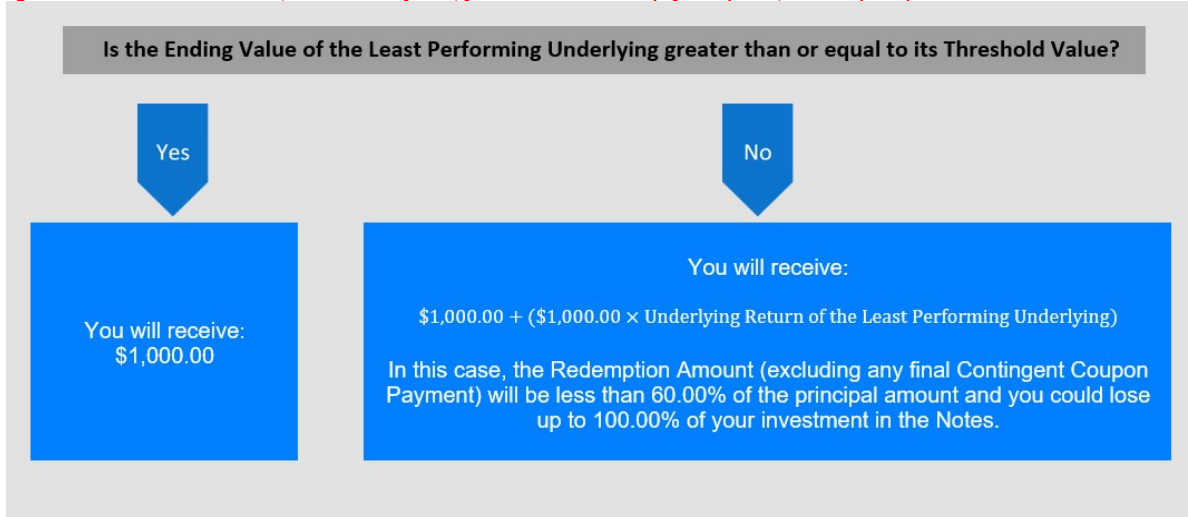 Is the Ending Value of the Least Performing Underlying greater than or equal to its Threshold Value?
Yes
No
You will receive:
$1,000.00
You will receive:
$1,000.00 + ($1,000.00 × Underlying Return of the Least Performing Underlying)
In this case, the Redemption Amount (excluding any final Contingent Coupon
Payment) will be less than 60.00% of the principal amount and you could lose
up to 100.00% of your investment in the Notes.